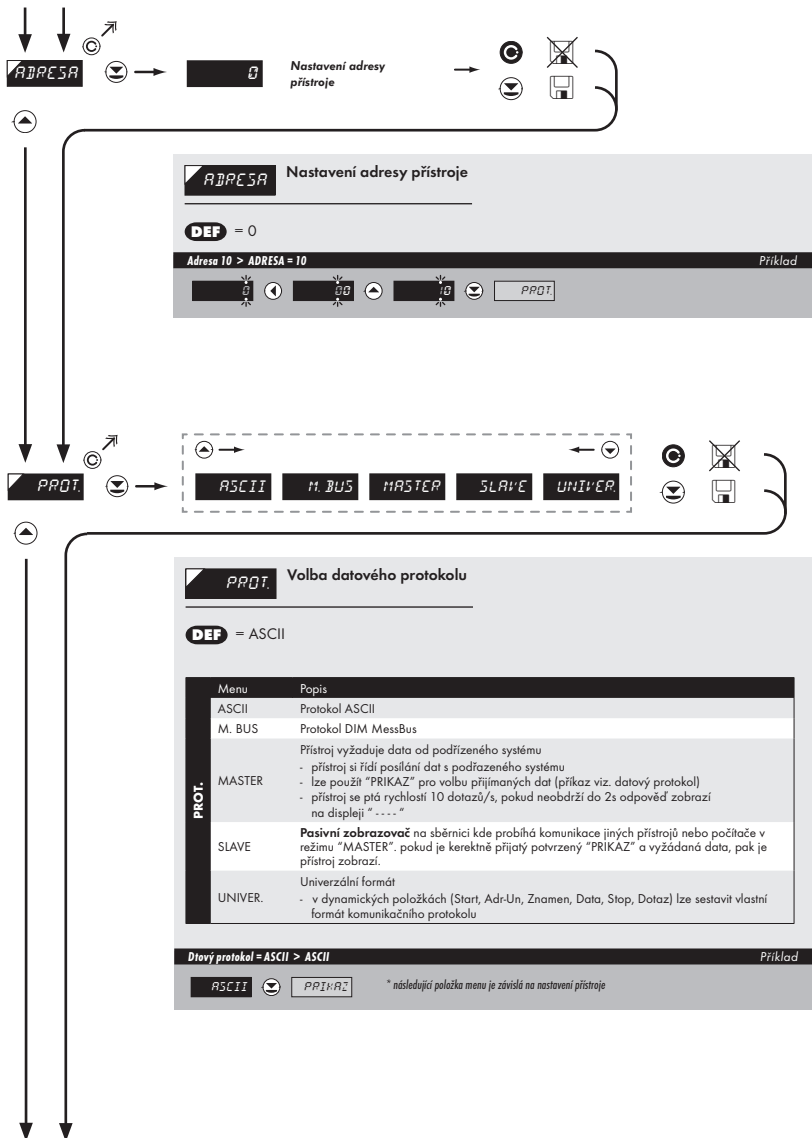 ADRESA
0
Nastavení adresy
přístroje
ADRESA
Nastavení adresy přístroje
DEF = 0
Adresa 10 > ADRESA = 10 Příklad
0 00 10 PROT.
PROT.
ASCII M. BUS MASTER SLAVE UNIVER.
PROT.
Volba datového protokolu
DEF = ASCII
PROT.
Menu Popis
ASCII Protokol ASCII
M. BUS Protokol DIM MessBus
MASTER
Přístroj vyžaduje data od podřízeného systému
- přístroj si řídí posílání dat s podřazeného systému
- lze použít "PRIKAZ" pro volbu přijímaných dat (příkaz viz. datový protokol)
- přístroj se ptá rychlostí 10 dotazů/s, pokud neobdrží do 2s odpověď zobrazí
na displeji " - - - - "
SLAVE
Pasivní zobrazovač na sběrnici kde probíhá komunikace jiných přístrojů nebo počítače v
režimu "MASTER". pokud je kerektně přijatý potvrzený "PRIKAZ" a vyžádaná data, pak je
přístroj zobrazí.
UNIVER.
Univerzální formát
- v dynamických položkách (Start, Adr-Un, Znamen, Data, Stop, Dotaz) lze sestavit vlastní
formát komunikačního protokolu
Dtový protokol = ASCII > ASCII Příklad
ASCII PRIKAZ * následující položka menu je závislá na nastavení přístroje